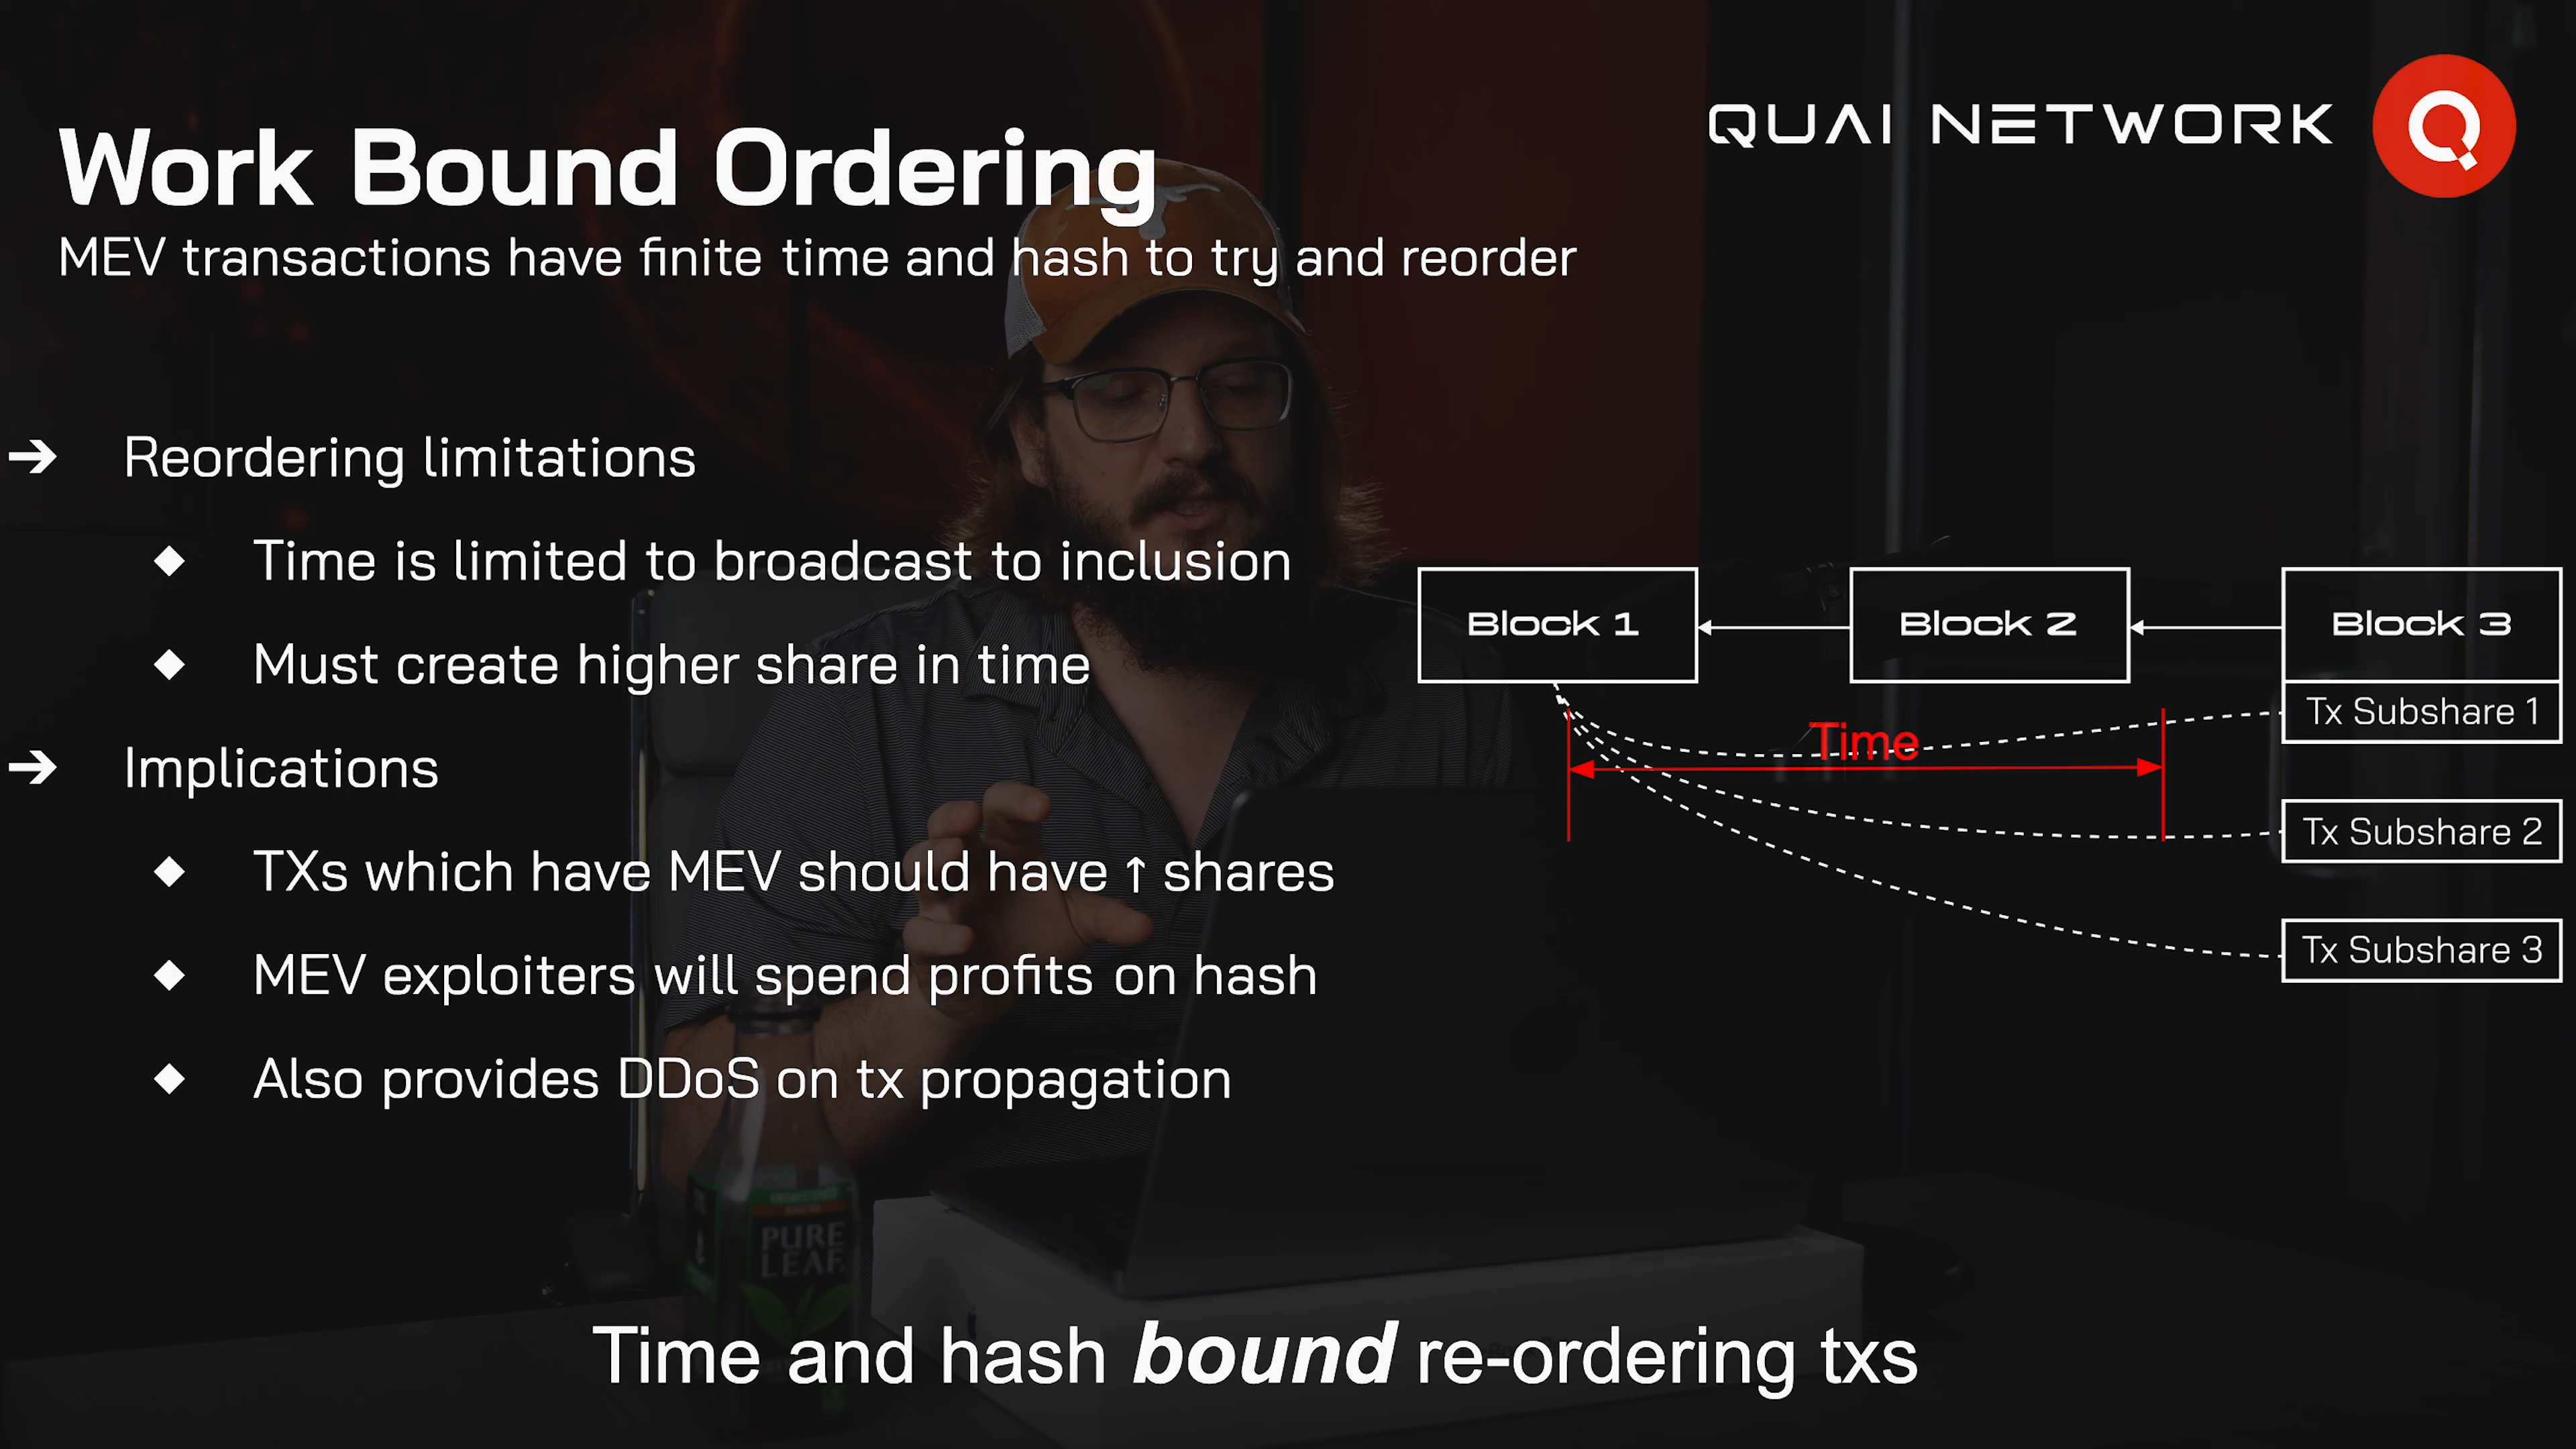 QUAI NETWORK
Work Bound Ordering
MEV transactions have finite time and hash to try and reorder
➔ Reordering limitations
◆ Time is limited to broadcast to inclusion
◆ Must create higher share in time
➔ Implications
◆ TXs which have MEV should have ↑ shares
◆ MEV exploiters will spend profits on hash
◆ Also provides DDoS on tx propagation
Block 1
Block 2
Block 3
Tx Subshare 1
Time
Tx Subshare 2
Tx Subshare 3
PURE
LEAF
Time and hash bound re-ordering txs